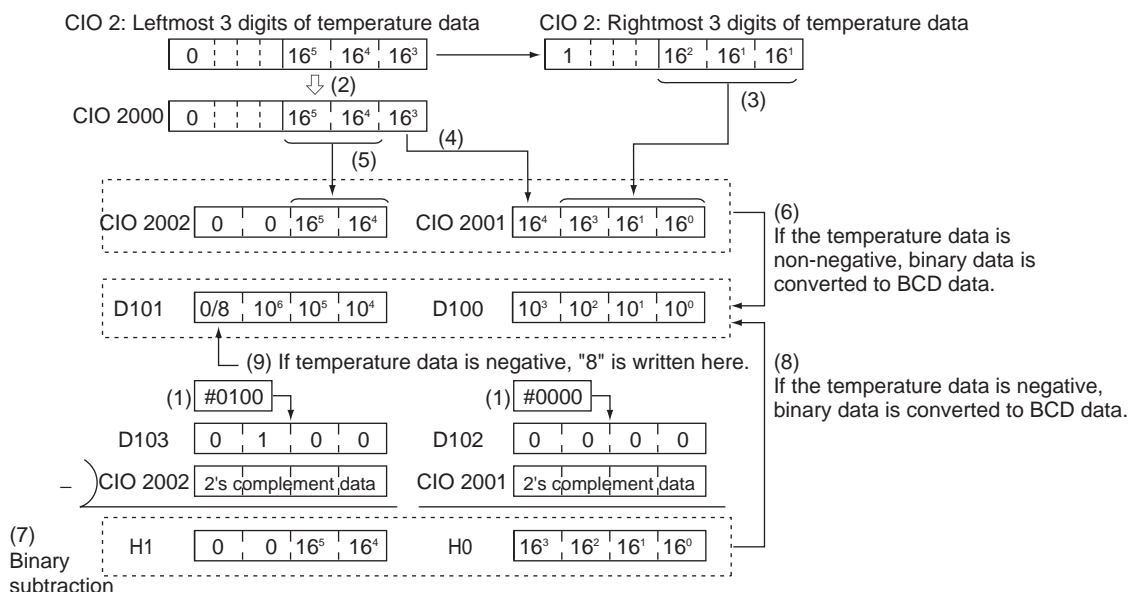 CIO 2: Leftmost 3 digits of temperature data CIO 2: Rightmost 3 digits of temperature data
0 16⁵ 16⁴ 16³ 1 16² 16¹ 16¹
(2) (3)
CIO 2000 0 16⁵ 16⁴ 16³ (4)
(5)
CIO 2002 0 0 16⁵ 16⁴ CIO 2001 16⁴ 16³ 16¹ 16⁰
(6)
If the temperature data is
non-negative, binary data is
converted to BCD data.
D101 0/8 10⁶ 10⁵ 10⁴ D100 10³ 10² 10¹ 10⁰
(9) If temperature data is negative, "8" is written here.
(8)
If the temperature data is negative,
binary data is converted to BCD data.
(1) #0100 (1) #0000
D103 0 1 0 0 D102 0 0 0 0
– CIO 2002 2's complement data CIO 2001 2's complement data
(7)
Binary
subtraction
H1 0 0 16⁵ 16⁴ H0 16³ 16² 16¹ 16⁰